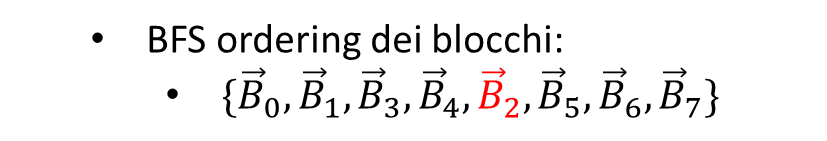 • BFS ordering dei blocchi:
• {B⃗₀, B⃗₁, B⃗₃, B⃗₄, B⃗₂, B⃗₅, B⃗₆, B⃗₇}